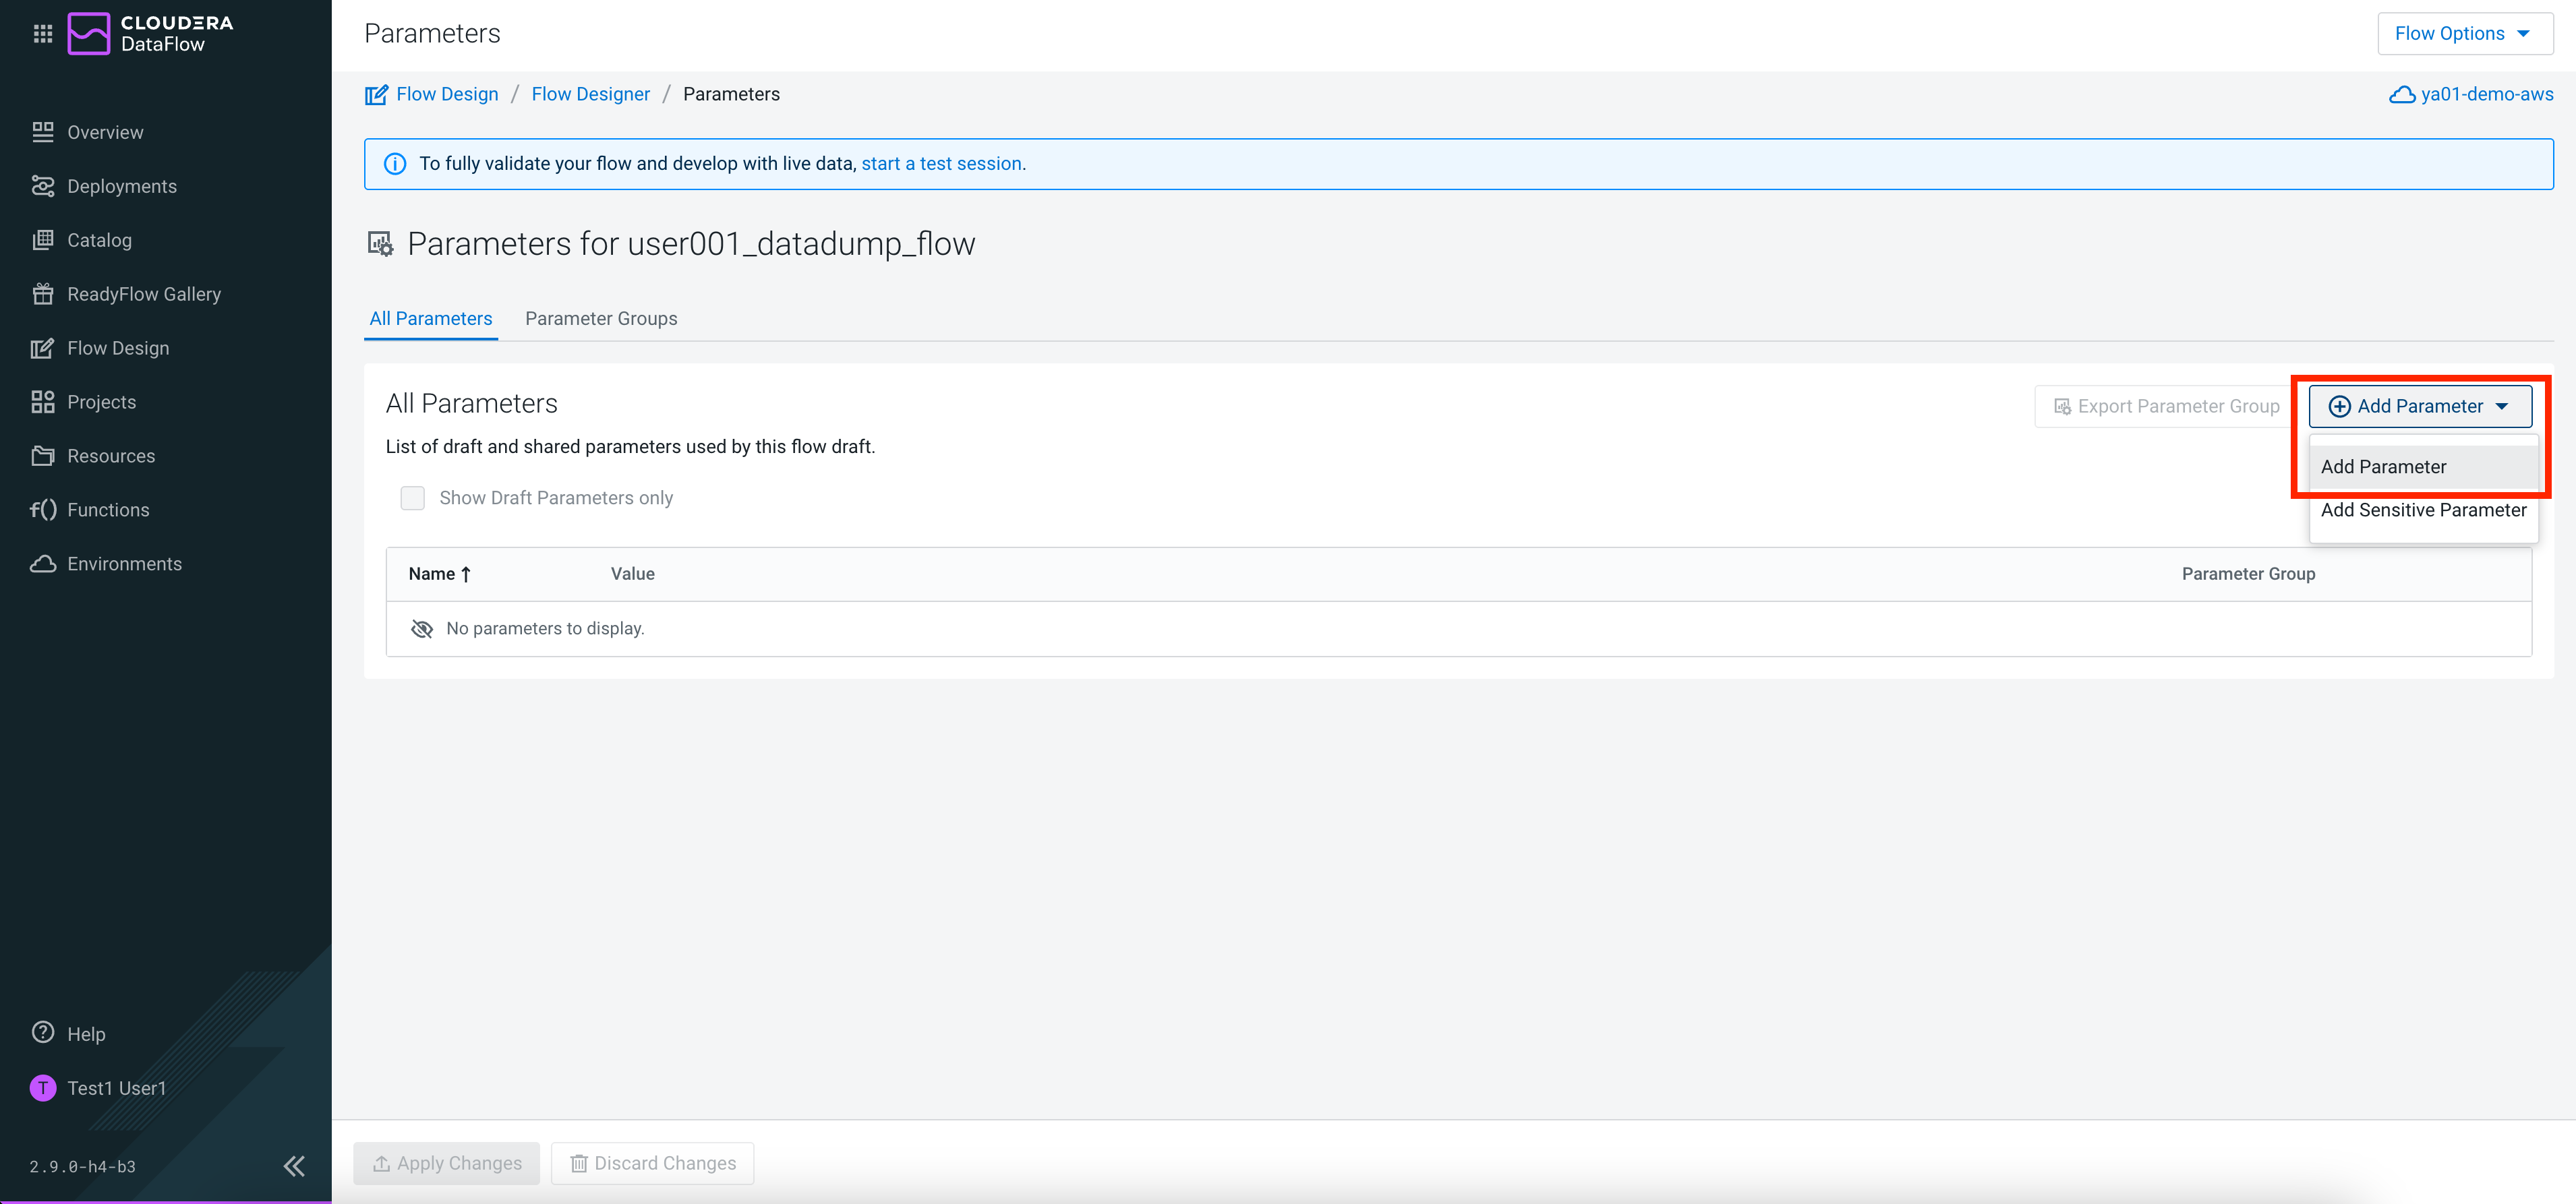 CLOUDERA
DataFlow
Overview
Deployments
Catalog
ReadyFlow Gallery
Flow Design
Projects
Resources
f() Functions
Environments
Help
T Test1 User1
2.9.0-h4-b3
Parameters
Flow Options
Flow Design / Flow Designer / Parameters
ya01-demo-aws
To fully validate your flow and develop with live data, start a test session.
Parameters for user001_datadump_flow
All Parameters
Parameter Groups
All Parameters
Export Parameter Group
Add Parameter
List of draft and shared parameters used by this flow draft.
Add Parameter
Show Draft Parameters only
Add Sensitive Parameter
Name ↑
Value
Parameter Group
No parameters to display.
Apply Changes
Discard Changes